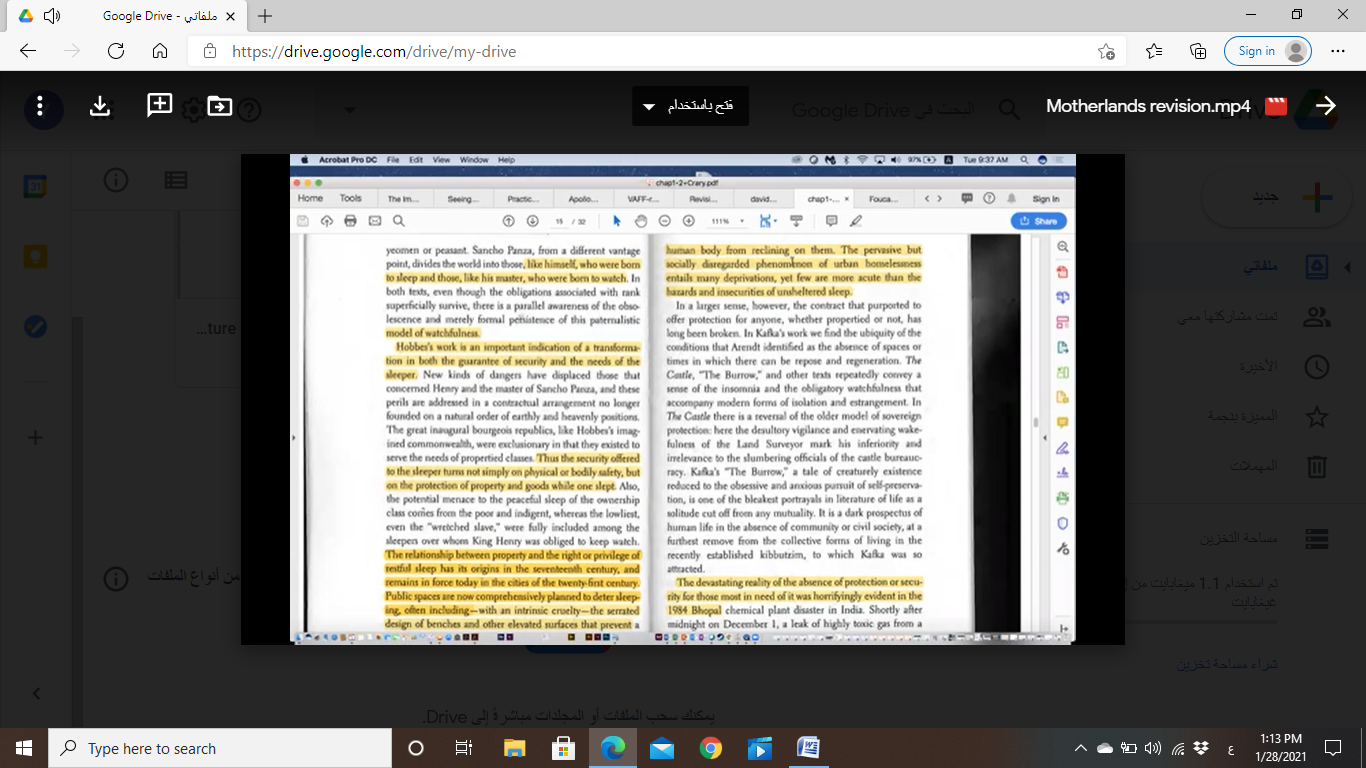 ملفاتي - Google Drive
https://drive.google.com/drive/my-drive
Sign in
فتح باستخدام
البحث في Google Drive
Motherlands revision.mp4
Acrobat Pro DC File Edit View Window Help
97% Tue 9:37 AM
chap1-2+Crary.pdf
Home Tools The Im... Seeing... Practic... Apollo... VAFF-r... Revisi... david... chap1-... Fouca... Sign In
15 / 32 111% Share
yeomen or peasant. Sancho Panza, from a different vantage
point, divides the world into those, like himself, who were born
to sleep and those, like his master, who were born to watch. In
both texts, even though the obligations associated with rank
superficially survive, there is a parallel awareness of the obso-
lescence and merely formal persistence of this paternalistic
model of watchfulness.
Hobbes's work is an important indication of a transforma-
tion in both the guarantee of security and the needs of the
sleeper. New kinds of dangers have displaced those that
concerned Henry and the master of Sancho Panza, and these
perils are addressed in a contractual arrangement no longer
founded on a natural order of earthly and heavenly positions.
The great inaugural bourgeois republics, like Hobbes's imag-
ined commonwealth, were exclusionary in that they existed to
serve the needs of propertied classes. Thus the security offered
to the sleeper turns not simply on physical or bodily safety, but
on the protection of property and goods while one slept. Also,
the potential menace to the peaceful sleep of the ownership
class comes from the poor and indigent, whereas the lowliest,
even the "wretched slave," were fully included among the
sleepers over whom King Henry was obliged to keep watch.
The relationship between property and the right or privilege of
restful sleep has its origins in the seventeenth century, and
remains in force today in the cities of the twenty-first century.
Public spaces are now comprehensively planned to deter sleep-
ing, often including—with an intrinsic cruelty—the serrated
design of benches and other elevated surfaces that prevent a
human body from reclining on them. The pervasive but
socially disregarded phenomenon of urban homelessness
entails many deprivations, yet few are more acute than the
hazards and insecurities of unsheltered sleep.
In a larger sense, however, the contract that purported to
offer protection for anyone, whether propertied or not, has
long been broken. In Kafka's work we find the ubiquity of the
conditions that Arendt identified as the absence of spaces or
times in which there can be repose and regeneration. The
Castle, "The Burrow," and other texts repeatedly convey a
sense of the insomnia and the obligatory watchfulness that
accompany modern forms of isolation and estrangement. In
The Castle there is a reversal of the older model of sovereign
protection: here the desultory vigilance and enervating wake-
fulness of the Land Surveyor mark his inferiority and
irrelevance to the slumbering officials of the castle bureauc-
racy. Kafka's "The Burrow," a tale of creaturely existence
reduced to the obsessive and anxious pursuit of self-preserva-
tion, is one of the bleakest portrayals in literature of life as a
solitude cut off from any mutuality. It is a dark prospectus of
human life in the absence of community or civil society, at a
furthest remove from the collective forms of living in the
recently established kibbutzim, to which Kafka was so
attracted.
The devastating reality of the absence of protection or secu-
rity for those most in need of it was horrifyingly evident in the
1984 Bhopal chemical plant disaster in India. Shortly after
midnight on December 1, a leak of highly toxic gas from a
جديد
ملفاتي
تمت مشاركتها معي
الأخيرة
المميزة بنجمة
المهملات
مساحة التخزين
تم استخدام 1.1 ميغابايت من
غيغابايت
شراء مساحة تخزين
...ture
من أنواع الملفات
31
يمكنك سحب الملفات أو المجلدات مباشرةً إلى Drive.
Type here to search
ع
1:13 PM
1/28/2021